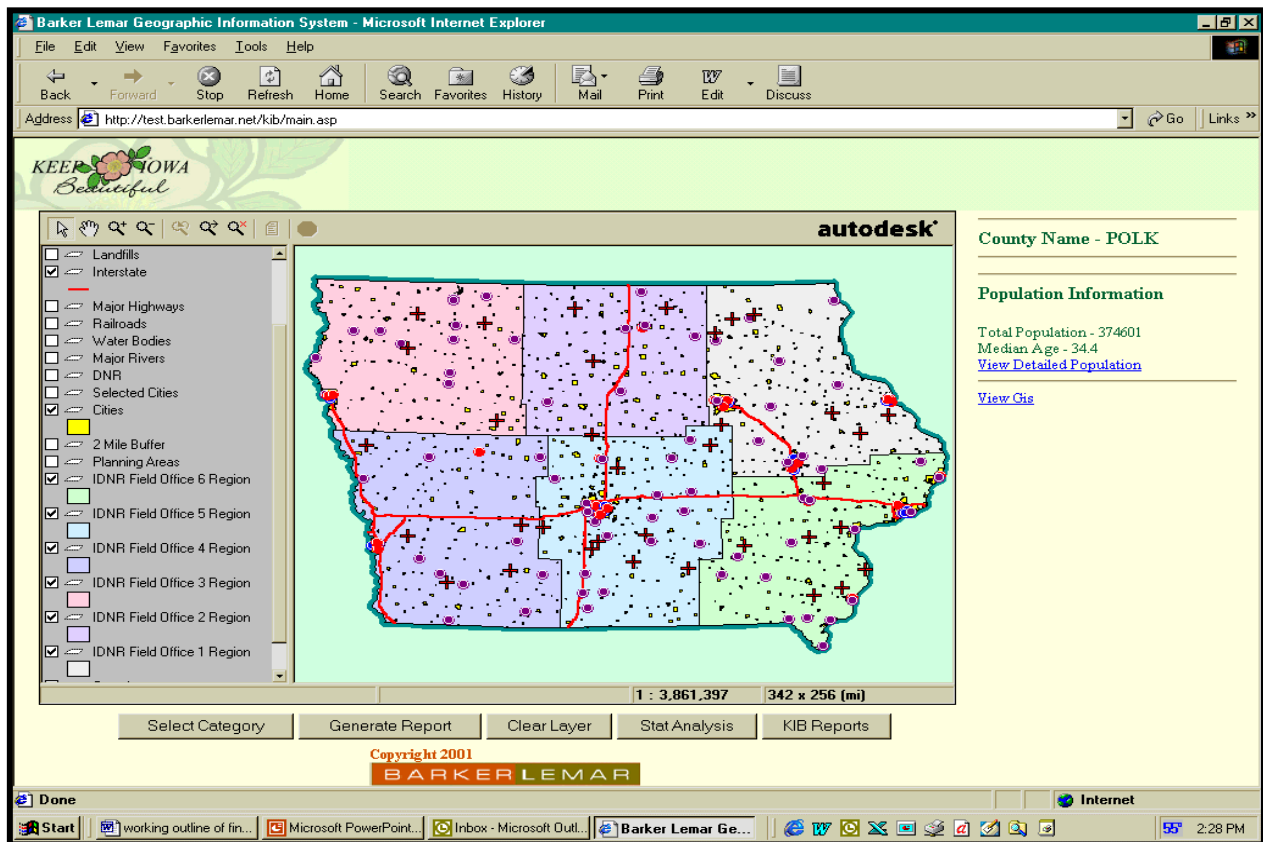 Barker Lemar Geographic Information System - Microsoft Internet Explorer
File Edit View Favorites Tools Help
Back Forward Stop Refresh Home Search Favorites History Mail Print Edit Discuss
Address http://test.barkerlemar.net/kib/main.asp Go Links »
KEEP IOWA
Beautiful
autodesk
Landfills
Interstate
Major Highways
Railroads
Water Bodies
Major Rivers
DNR
Selected Cities
Cities
2 Mile Buffer
Planning Areas
IDNR Field Office 6 Region
IDNR Field Office 5 Region
IDNR Field Office 4 Region
IDNR Field Office 3 Region
IDNR Field Office 2 Region
IDNR Field Office 1 Region
1 : 3,861,397 342 x 256 (mi)
County Name - POLK
Population Information
Total Population - 374601
Median Age - 34.4
View Detailed Population
View Gis
Select Category Generate Report Clear Layer Stat Analysis KIB Reports
Copyright 2001
BARKER LEMAR
Done Internet
Start working outline of fin... Microsoft PowerPoint... Inbox - Microsoft Outl... Barker Lemar Ge... 55° 2:28 PM